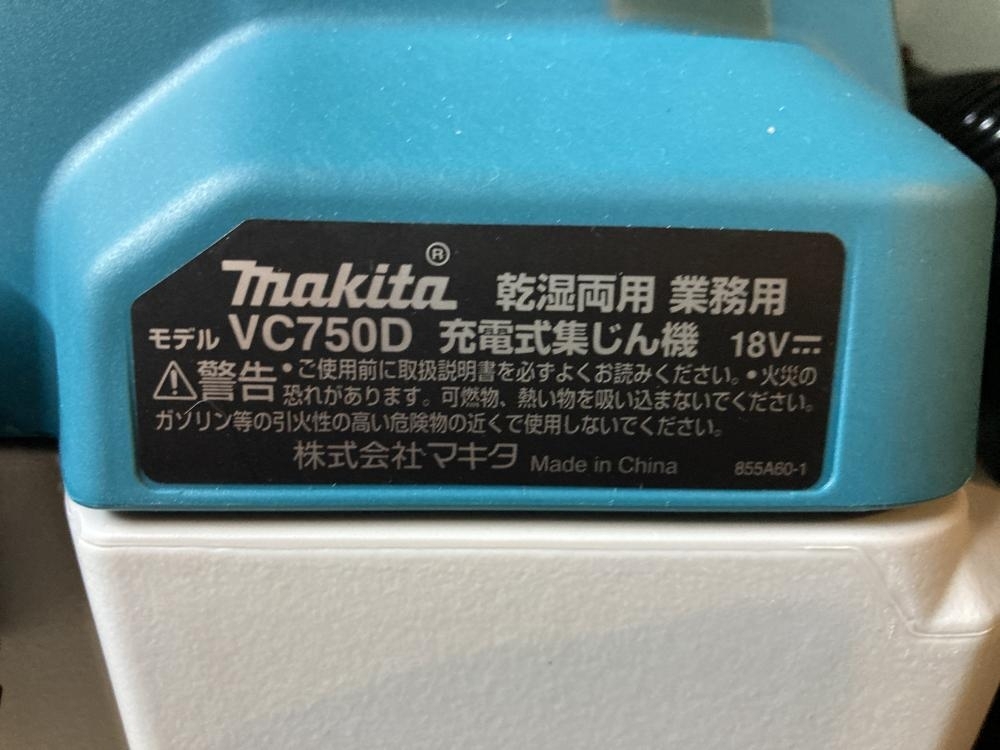 makita® 乾湿両用 業務用
モデル VC750D 充電式集じん機 18V⎓
⚠警告 •ご使用前に取扱説明書を必ずよくお読みください。•火災の
恐れがあります。可燃物、熱い物を吸い込まないでください。
ガソリン等の引火性の高い危険物の近くで使用しないでください。
株式会社マキタ Made in China 855A60-1